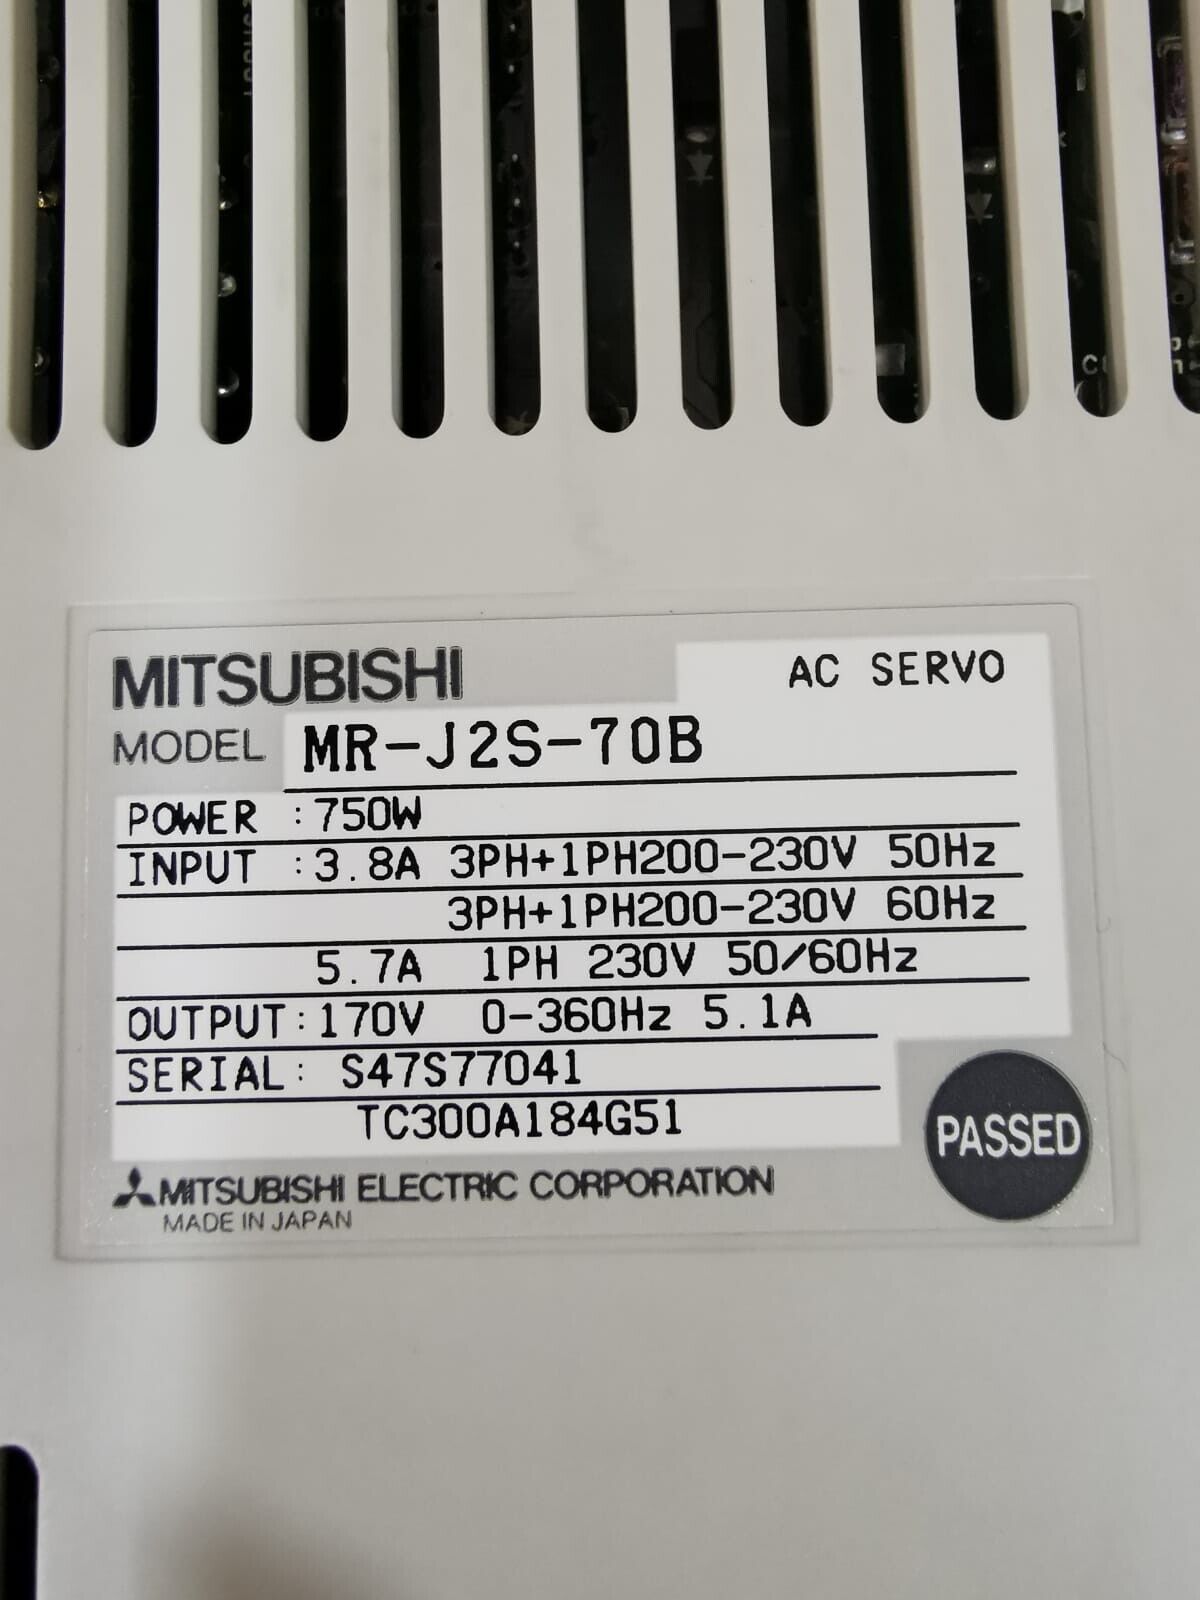 MITSUBISHI
AC SERVO
MODEL MR-J2S-70B
POWER :750W
INPUT :3.8A 3PH+1PH200-230V 50Hz
3PH+1PH200-230V 60Hz
5.7A 1PH 230V 50/60Hz
OUTPUT:170V 0-360Hz 5.1A
SERIAL: S47S77041
TC300A184G51
PASSED
MITSUBISHI ELECTRIC CORPORATION
MADE IN JAPAN